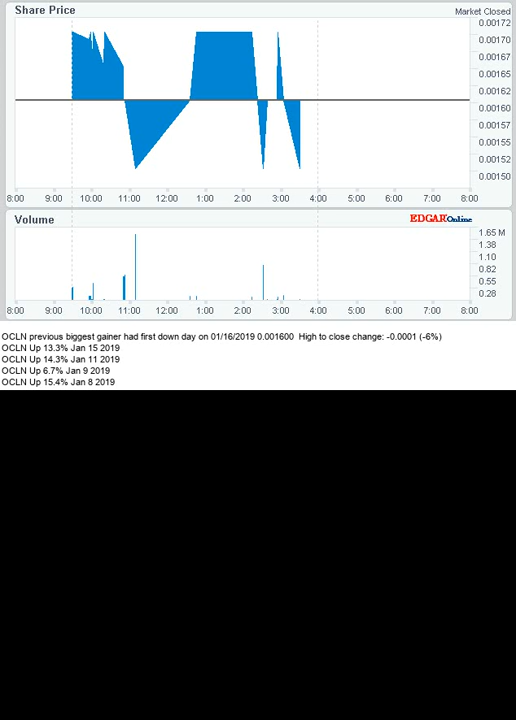 Share Price
Market Closed
0.00172
0.00170
0.00167
0.00165
0.00162
0.00160
0.00157
0.00155
0.00152
0.00150
8:00 9:00 10:00 11:00 12:00 1:00 2:00 3:00 4:00 5:00 6:00 7:00 8:00
Volume
EDGAROnline
1.65 M
1.38
1.10
0.82
0.55
0.28
8:00 9:00 10:00 11:00 12:00 1:00 2:00 3:00 4:00 5:00 6:00 7:00 8:00
OCLN previous biggest gainer had first down day on 01/16/2019 0.001600 High to close change: -0.0001 (-6%)
OCLN Up 13.3% Jan 15 2019
OCLN Up 14.3% Jan 11 2019
OCLN Up 6.7% Jan 9 2019
OCLN Up 15.4% Jan 8 2019